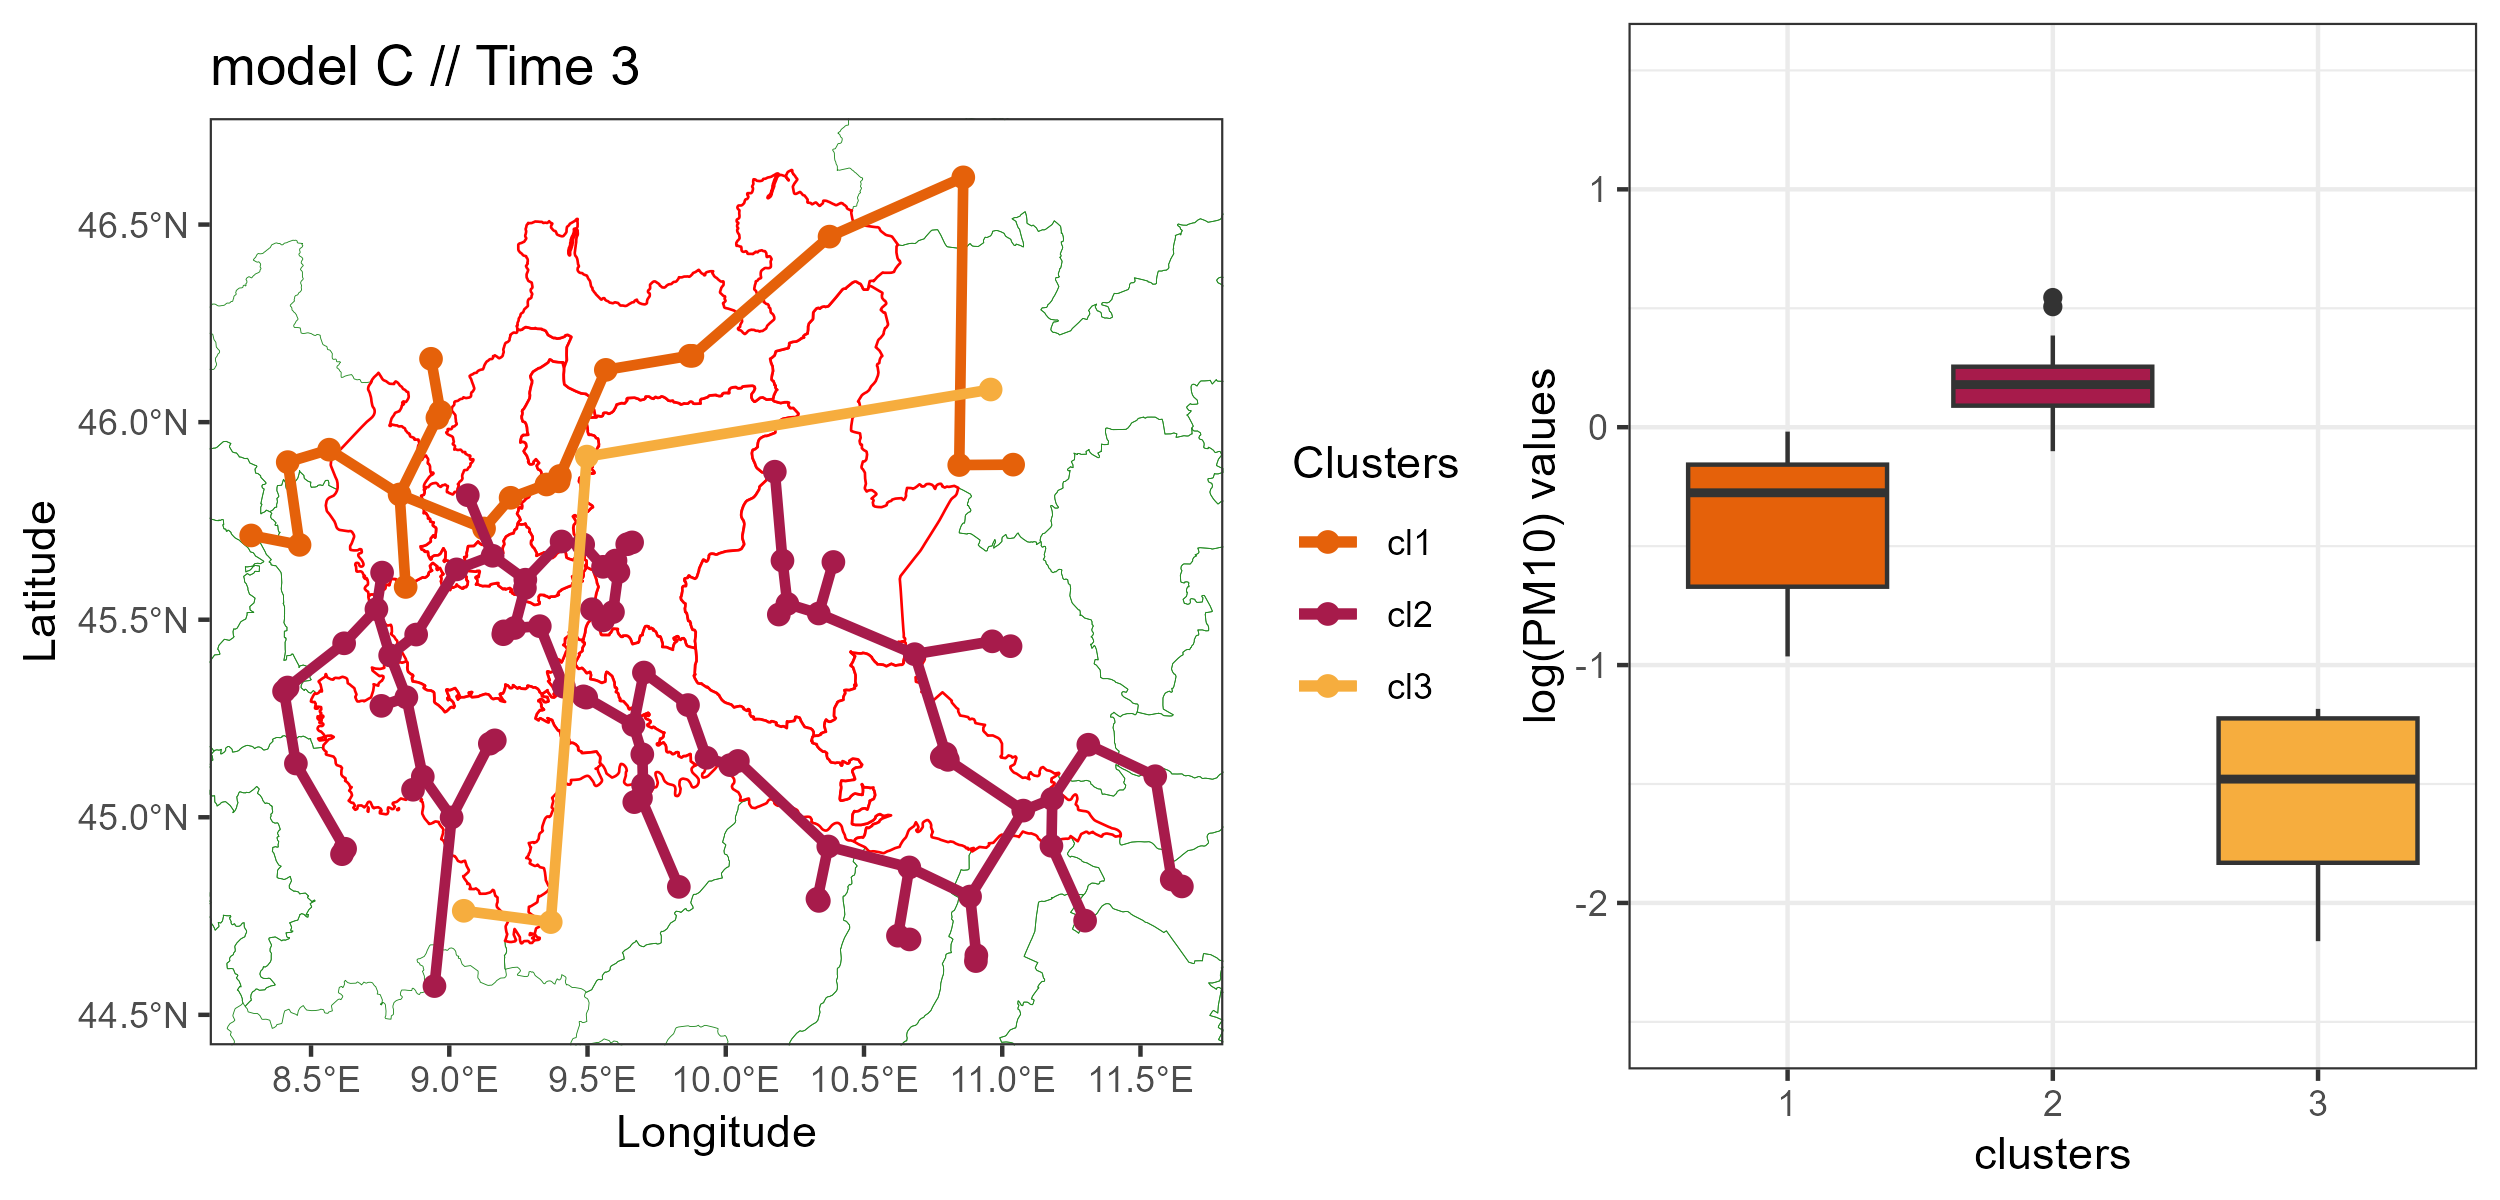 model C // Time 3
46.5°N
46.0°N
45.5°N
45.0°N
44.5°N
Latitude
8.5°E 9.0°E 9.5°E 10.0°E 10.5°E 11.0°E 11.5°E
Longitude
Clusters
cl1
cl2
cl3
log(PM10) values
1
0
-1
-2
1 2 3
clusters